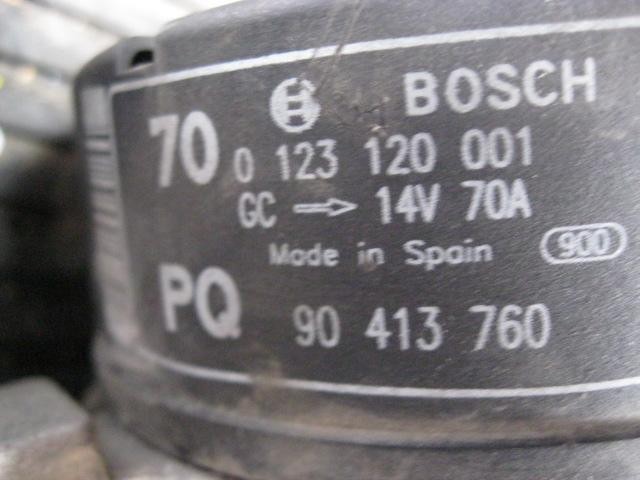 BOSCH
70 0 123 120 001
GC → 14V 70A
Made in Spain 900
PQ 90 413 760